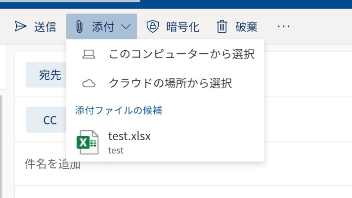 送信 添付 暗号化 破棄 ...
このコンピューターから選択
宛先
クラウドの場所から選択
添付ファイルの候補
CC
test.xlsx
test
件名を追加